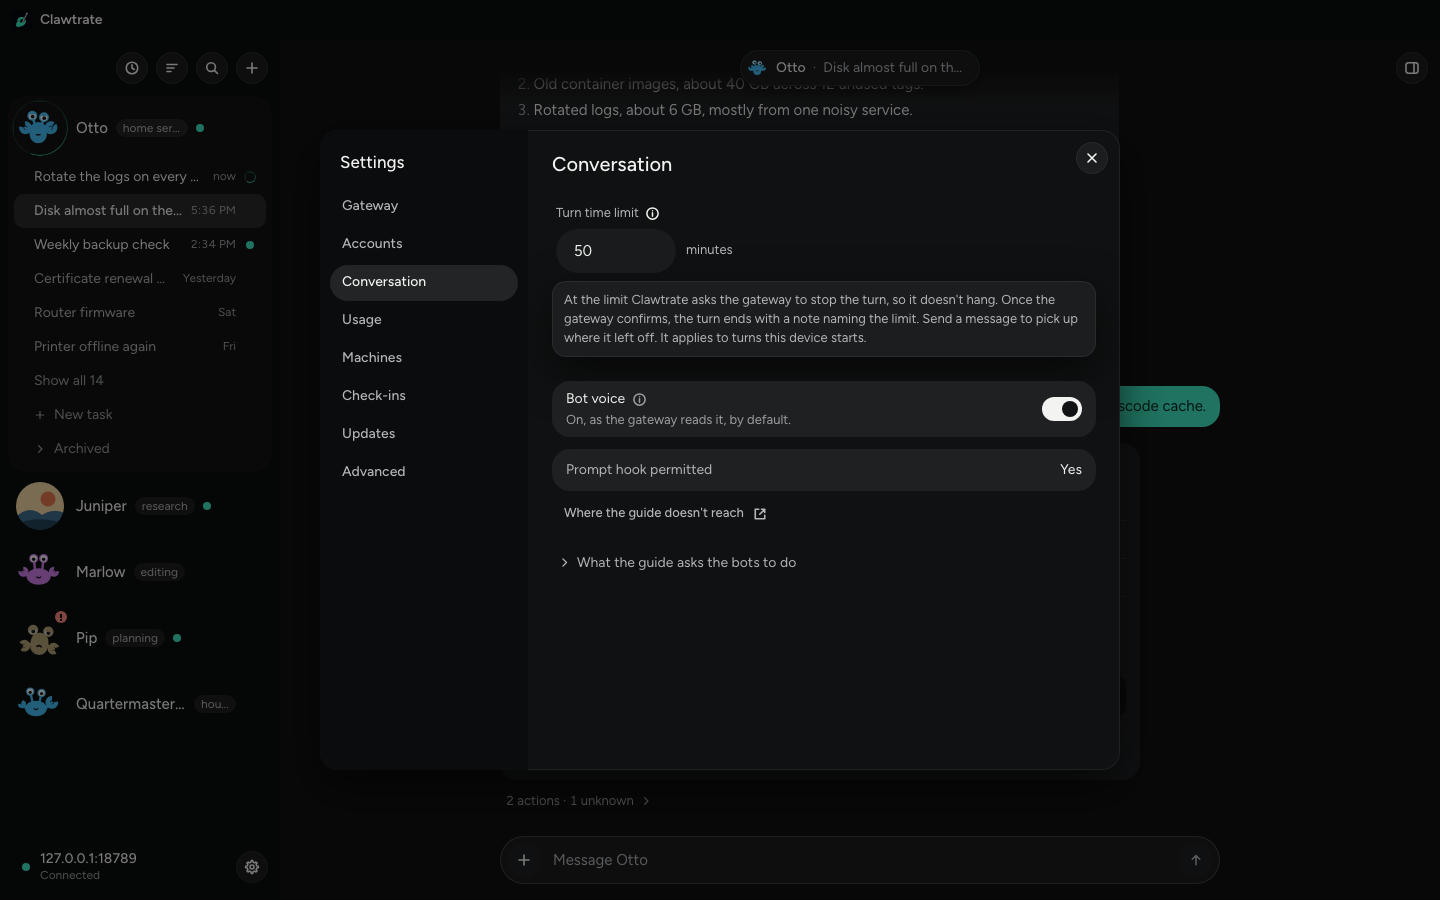 Clawtrate
Otto · Disk almost full on th...
Otto home ser...
Rotate the logs on every ... now
Disk almost full on the... 5:36 PM
Weekly backup check 2:34 PM
Certificate renewal ... Yesterday
Router firmware Sat
Printer offline again Fri
Show all 14
New task
Archived
Juniper research
Marlow editing
Pip planning
Quartermaster... hou...
127.0.0.1:18789
Connected
2. Old container images, about 40 GB across 12 unused tags.
3. Rotated logs, about 6 GB, mostly from one noisy service.
Settings
Gateway
Accounts
Conversation
Usage
Machines
Check-ins
Updates
Advanced
Conversation
Turn time limit
50 minutes
At the limit Clawtrate asks the gateway to stop the turn, so it doesn't hang. Once the
gateway confirms, the turn ends with a note naming the limit. Send a message to pick up
where it left off. It applies to turns this device starts.
Bot voice
On, as the gateway reads it, by default.
Prompt hook permitted Yes
Where the guide doesn't reach
What the guide asks the bots to do
scode cache.
2 actions · 1 unknown
Message Otto